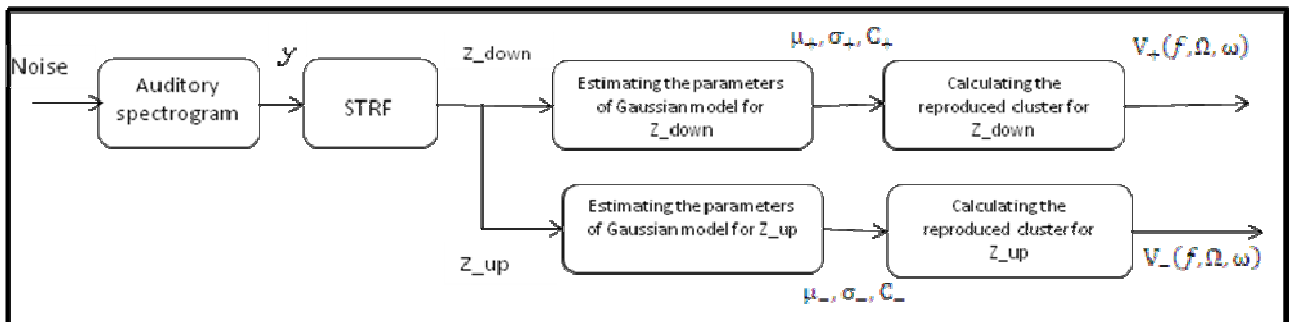 Noise
Auditory
spectrogram
y
STRF
Z_down
Estimating the parameters
of Gaussian model for
Z_down
μ₊, σ₊, C₊
Calculating the
reproduced cluster for
Z_down
V₊(f,Ω,ω)
Z_up
Estimating the parameters
of Gaussian model for Z_up
μ₋, σ₋, C₋
Calculating the
reproduced cluster for
Z_up
V₋(f,Ω,ω)